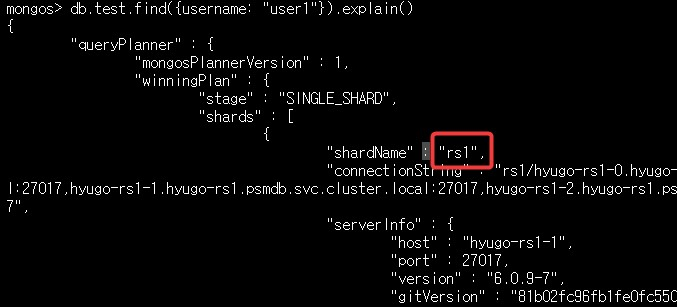 mongos> db.test.find({username: "user1"}).explain()
{
"queryPlanner" : {
"mongosPlannerVersion" : 1,
"winningPlan" : {
"stage" : "SINGLE_SHARD",
"shards" : [
{
"shardName" : "rs1",
"connectionString" : "rs1/hyugo-rs1-0.hyugo-
l:27017,hyugo-rs1-1.hyugo-rs1.psmdb.svc.cluster.local:27017,hyugo-rs1-2.hyugo-rs1.ps
7",
"serverInfo" : {
"host" : "hyugo-rs1-1",
"port" : 27017,
"version" : "6.0.9-7",
"gitVersion" : "81b02fc96fb1fe0fc550